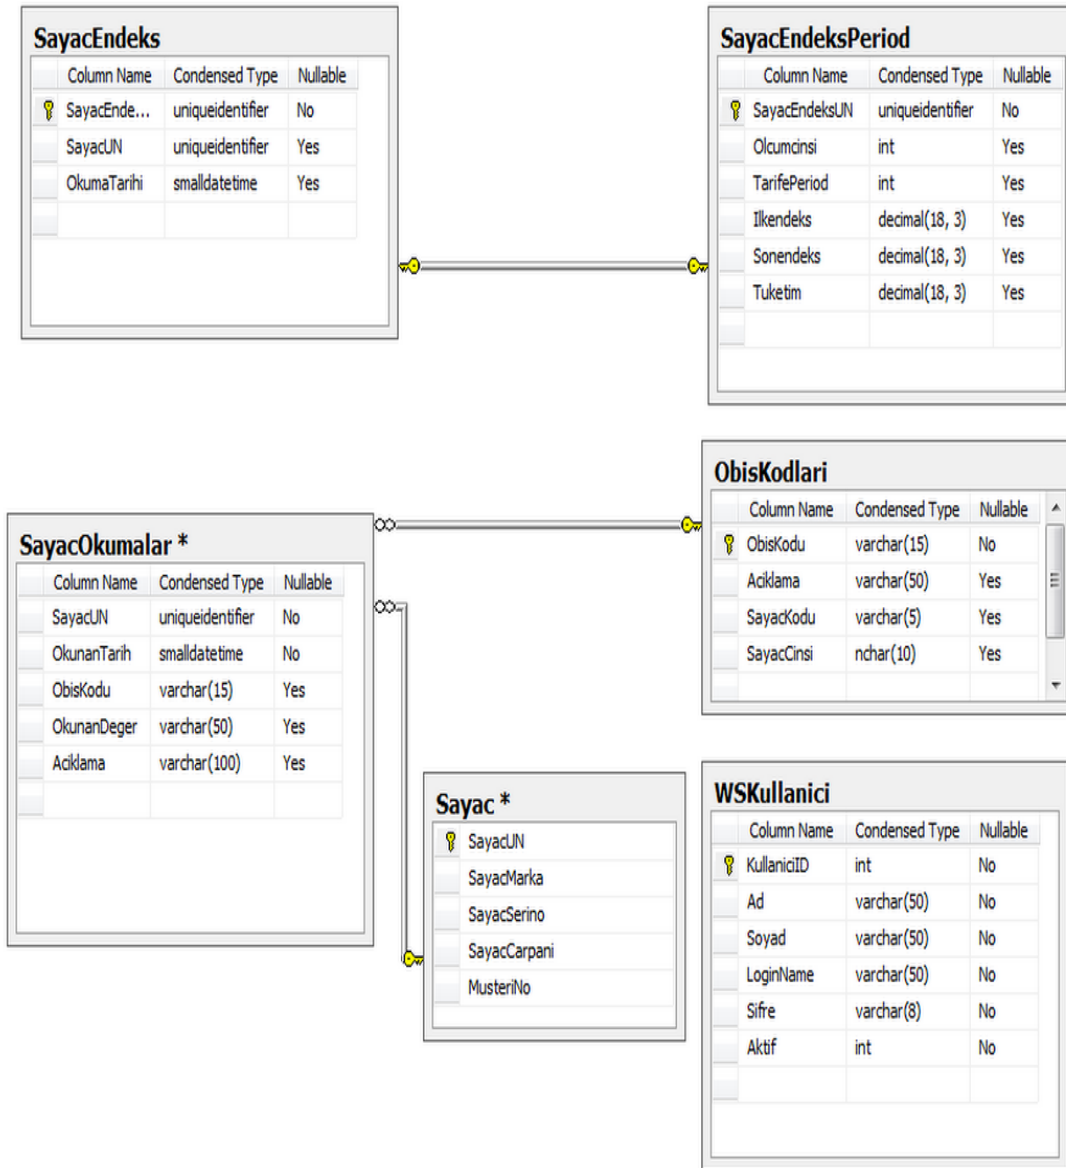 SayacEndeks
Column Name Condensed Type Nullable
SayacEnde... uniqueidentifier No
SayacUN uniqueidentifier Yes
OkumaTarihi smalldatetime Yes
SayacEndeksPeriod
Column Name Condensed Type Nullable
SayacEndeksUN uniqueidentifier No
Olcumcinsi int Yes
TarifePeriod int Yes
Ilkendeks decimal(18, 3) Yes
Sonendeks decimal(18, 3) Yes
Tuketim decimal(18, 3) Yes
ObisKodlari
Column Name Condensed Type Nullable
ObisKodu varchar(15) No
Aciklama varchar(50) Yes
SayacKodu varchar(5) Yes
SayacCinsi nchar(10) Yes
SayacOkumalar *
Column Name Condensed Type Nullable
SayacUN uniqueidentifier No
OkunanTarih smalldatetime No
ObisKodu varchar(15) Yes
OkunanDeger varchar(50) Yes
Aciklama varchar(100) Yes
Sayac *
SayacUN
SayacMarka
SayacSerino
SayacCarpani
MusteriNo
WSKullanici
Column Name Condensed Type Nullable
KullaniciID int No
Ad varchar(50) No
Soyad varchar(50) No
LoginName varchar(50) No
Sifre varchar(8) No
Aktif int No